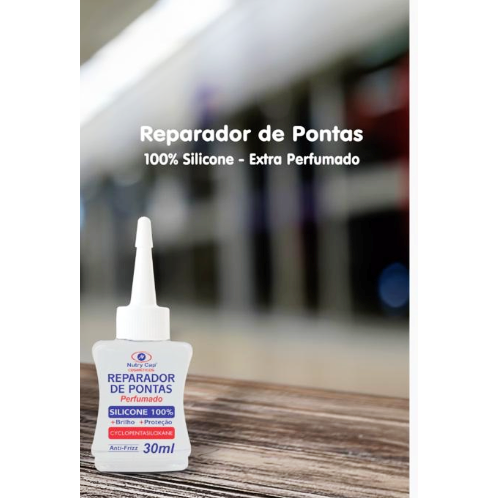 Reparador de Pontas
100% Silicone - Extra Perfumado
Nutry Cap
COSMÉTICOS
REPARADOR
DE PONTAS
Perfumado
SILICONE 100%
+Brilho +Proteção
CYCLOPENTASILOXANE
Anti-Frizz 30ml